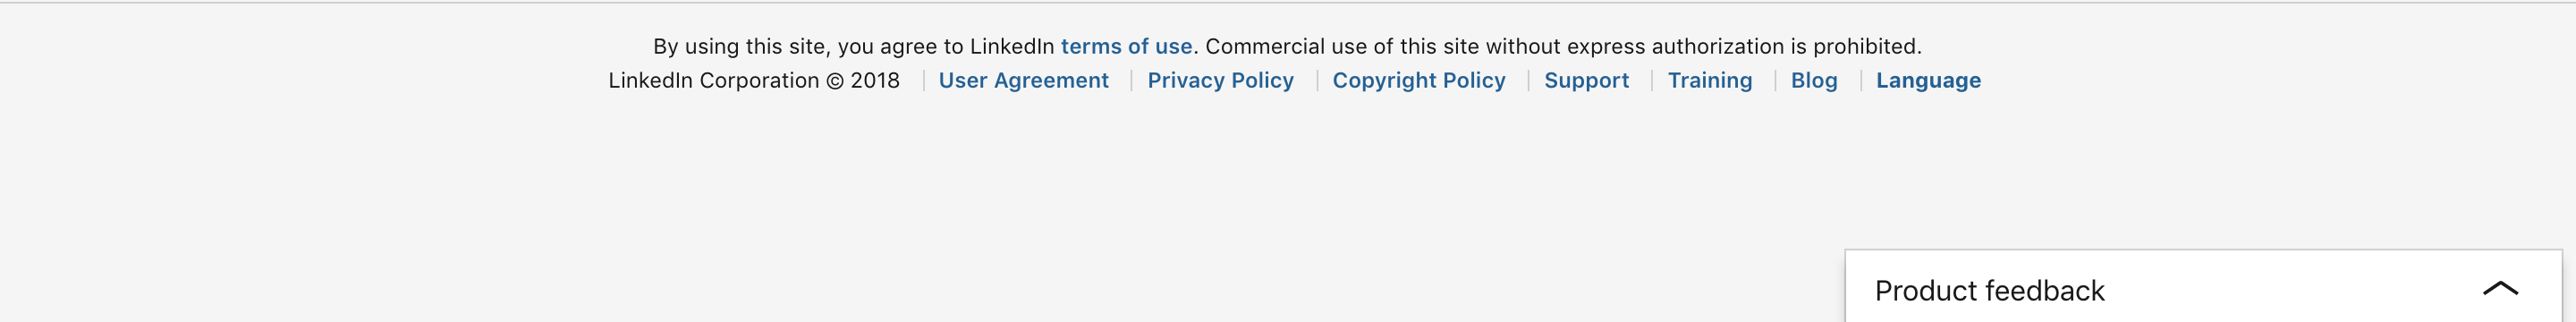 By using this site, you agree to LinkedIn terms of use. Commercial use of this site without express authorization is prohibited.
LinkedIn Corporation © 2018 | User Agreement | Privacy Policy | Copyright Policy | Support | Training | Blog | Language
Product feedback